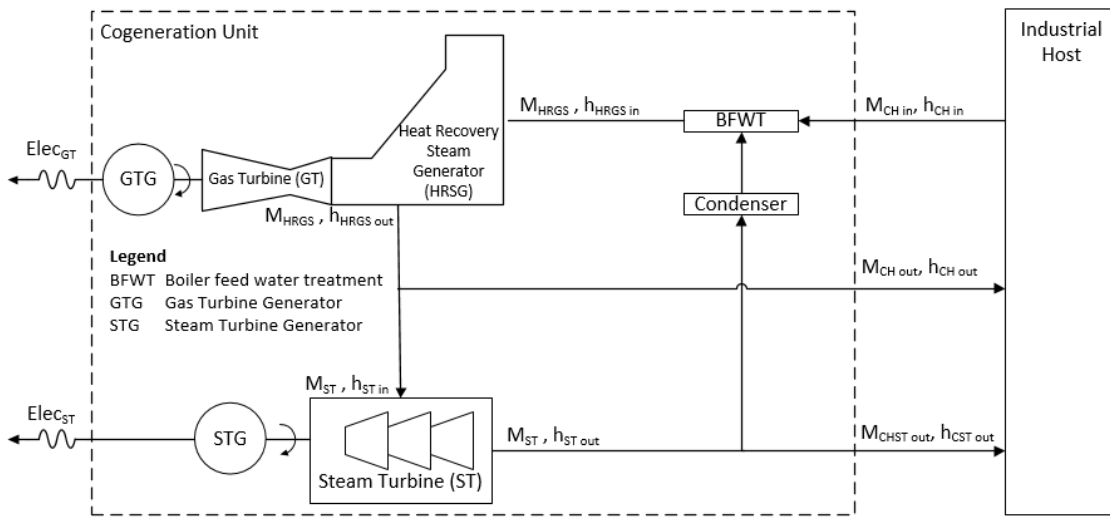 Cogeneration Unit
Industrial
Host
M_HRGS , h_HRGS in
BFWT
M_CH in, h_CH in
Heat Recovery
Steam
Generator
(HRSG)
Elec_GT
GTG
Gas Turbine (GT)
Condenser
M_HRGS , h_HRGS out
Legend
BFWT Boiler feed water treatment
GTG Gas Turbine Generator
STG Steam Turbine Generator
M_CH out, h_CH out
M_ST , h_ST in
Elec_ST
STG
M_ST , h_ST out
M_CHST out, h_CST out
Steam Turbine (ST)